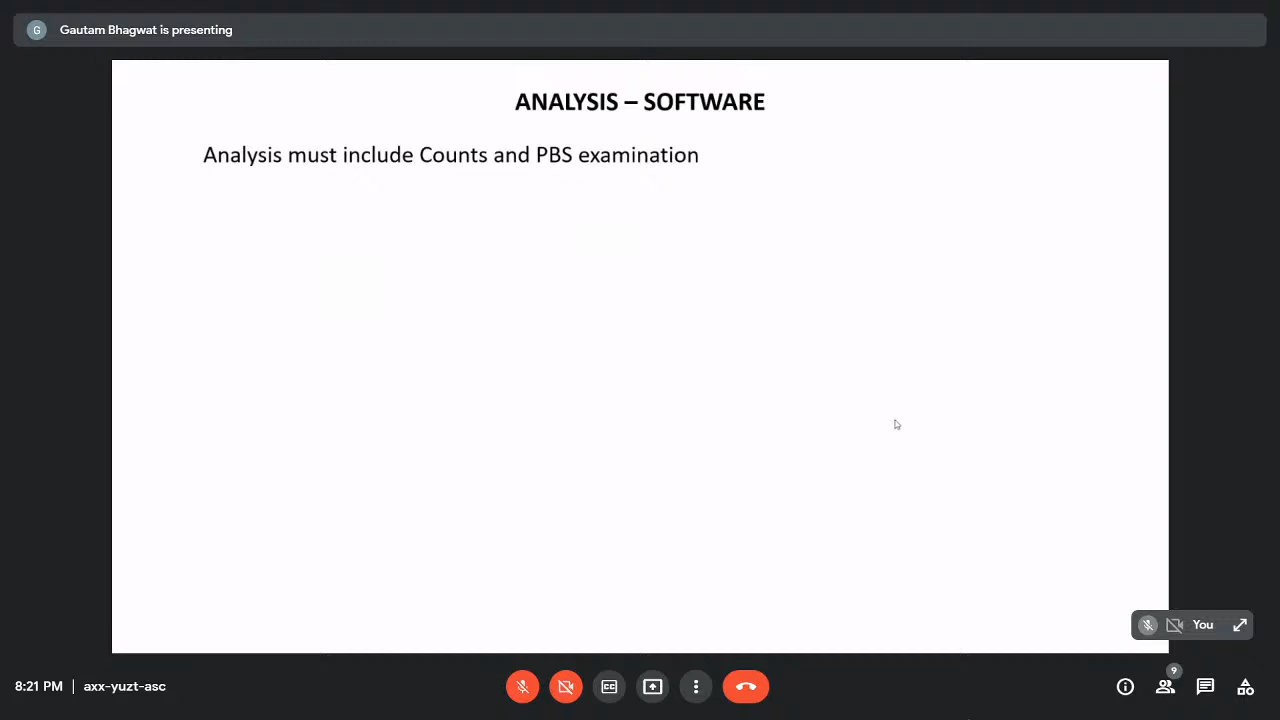 G Gautam Bhagwat is presenting
ANALYSIS – SOFTWARE
Analysis must include Counts and PBS examination
You
8:21 PM | axx-yuzt-asc
CC
9